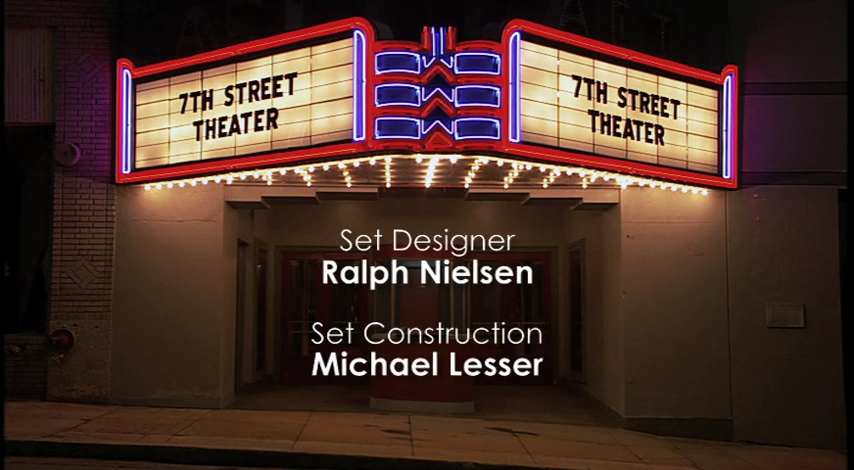 7TH STREET
THEATER
7TH STREET
THEATER
Set Designer
Ralph Nielsen
Set Construction
Michael Lesser